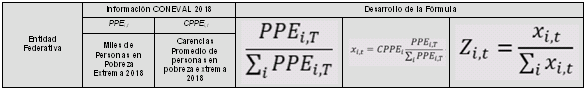 Entidad
Federativa
Información CONEVAL 2018
Desarrollo de la Fórmula
PPE_i
CPPE_i
Miles de
Personas en
Pobreza
Extrema 2018
Carencias
Promedio de
personas en
pobreza extrema
2018
PPE_{i,T} / ∑_i PPE_{i,T}
x_{i,t} = CPPE_i PPE_{i,T} / ∑_i PPE_{i,T}
Z_{i,t} = x_{i,t} / ∑_i x_{i,t}